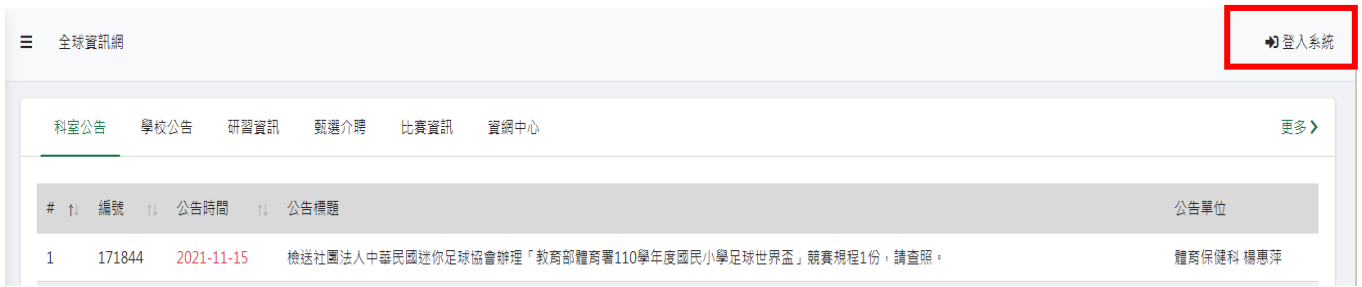 全球資訊網 登入系統
科室公告 學校公告 研習資訊 甄選介聘 比賽資訊 資網中心 更多
# 編號 公告時間 公告標題 公告單位
1 171844 2021-11-15 檢送社團法人中華民國迷你足球協會辦理「教育部體育署110學年度國民小學足球世界盃」競賽規程1份，請查照。 體育保健科 楊惠萍